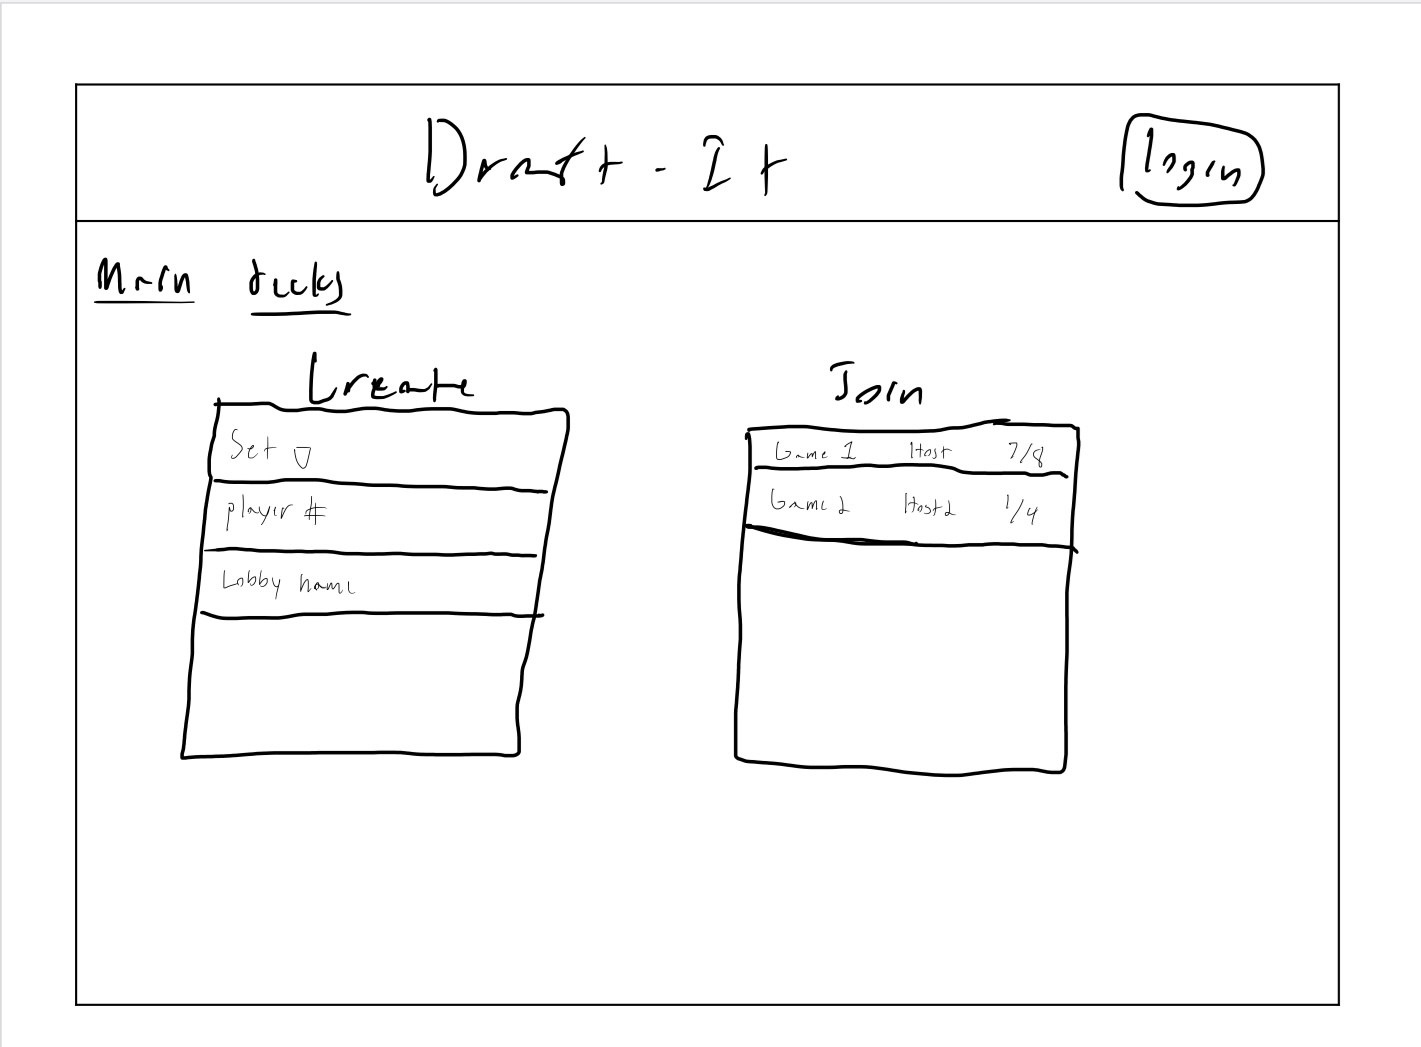 Draft - It
login
Main decks
Create
Set
player #
Lobby name
Join
Game 1 Host 7/8
Game 2 Host2 1/4